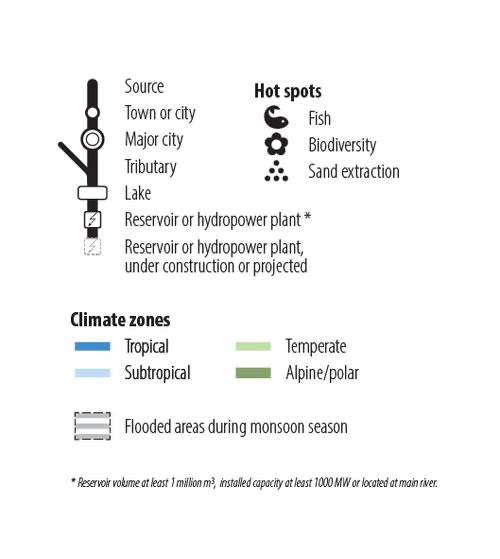 Source
Town or city
Major city
Tributary
Lake
Reservoir or hydropower plant *
Reservoir or hydropower plant,
under construction or projected
Hot spots
Fish
Biodiversity
Sand extraction
Climate zones
Tropical
Subtropical
Temperate
Alpine/polar
Flooded areas during monsoon season
* Reservoir volume at least 1 million m³, installed capacity at least 1000 MW or located at main river.